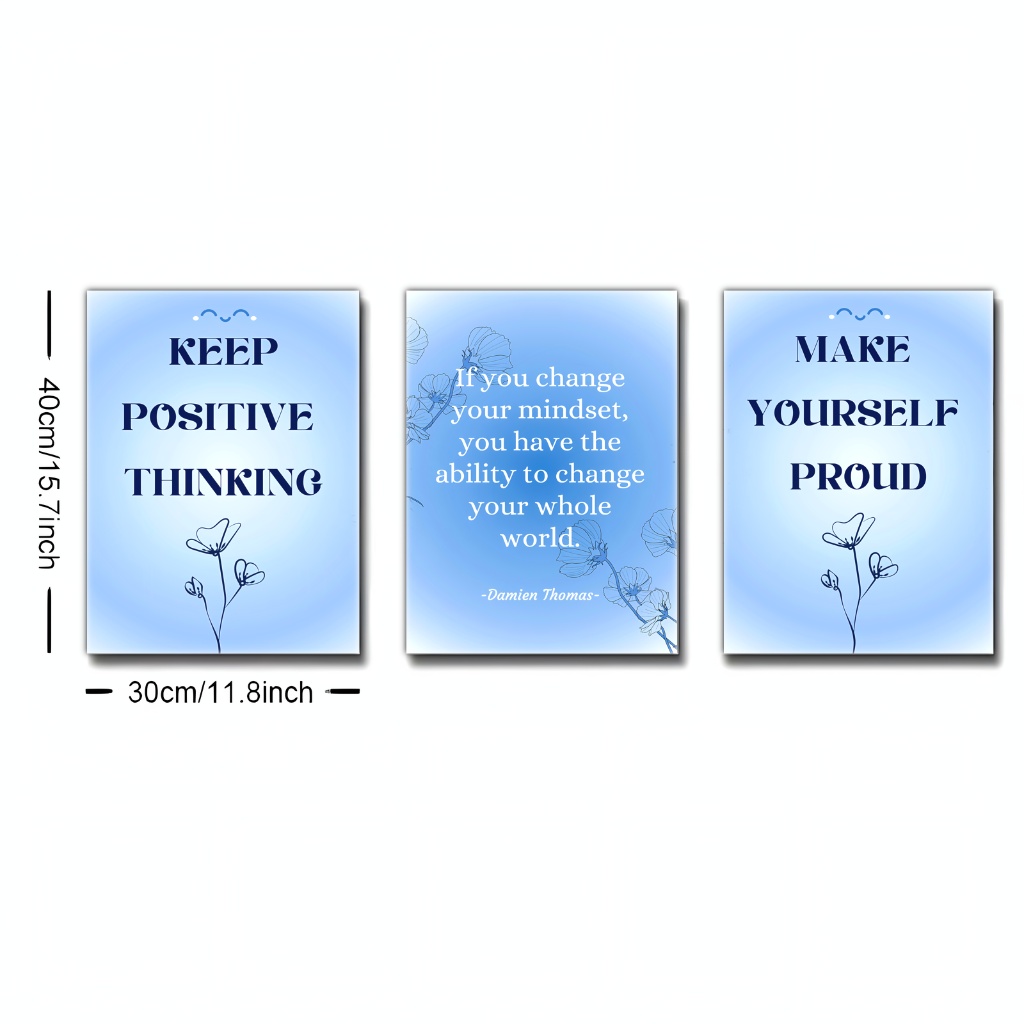 KEEP
POSITIVE
THINKING
If you change
your mindset,
you have the
ability to change
your whole
world.
-Damien Thomas-
MAKE
YOURSELF
PROUD
40cm/15.7inch
30cm/11.8inch